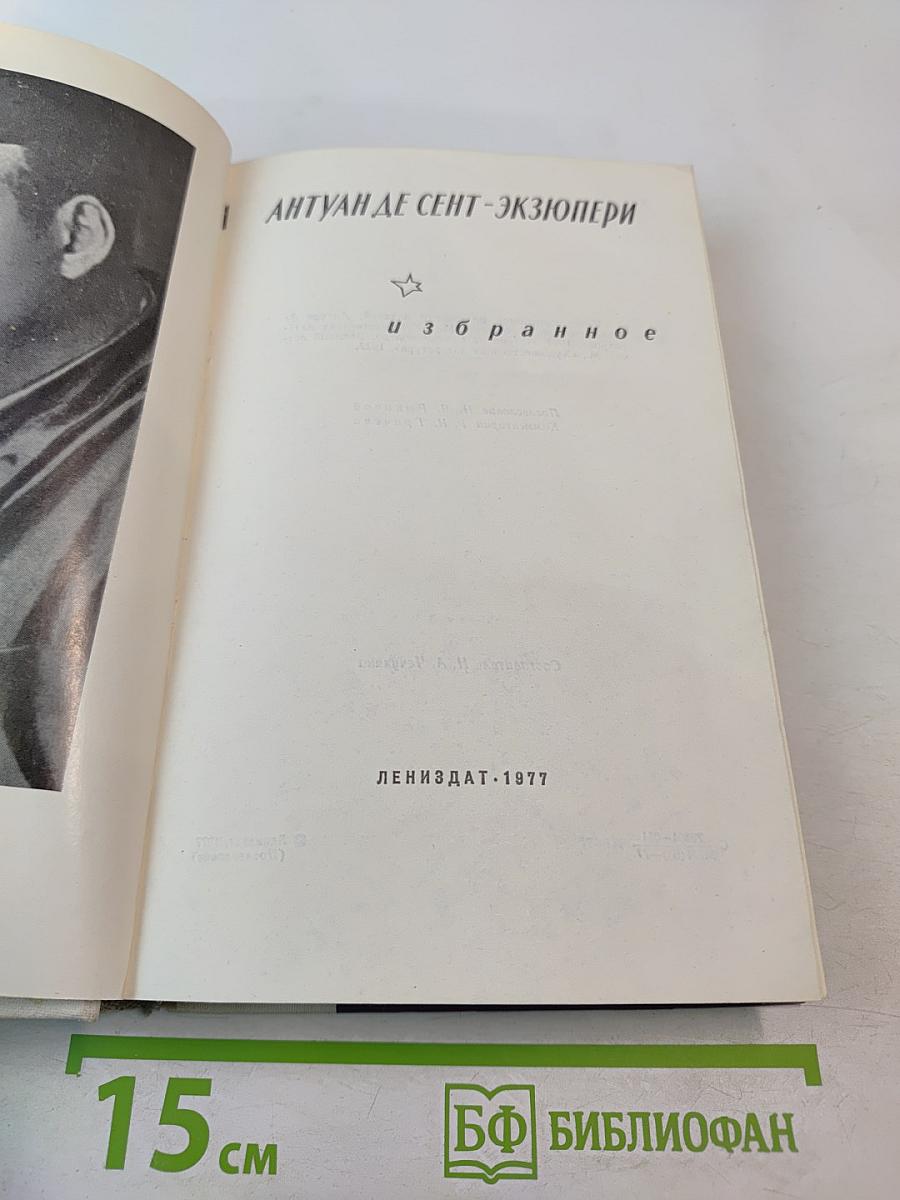 АНТУАН ДЕ СЕНТ-ЭКЗЮПЕРИ
избранное
ЛЕНИЗДАТ·1977
15 см
БФ БИБЛИОФАН